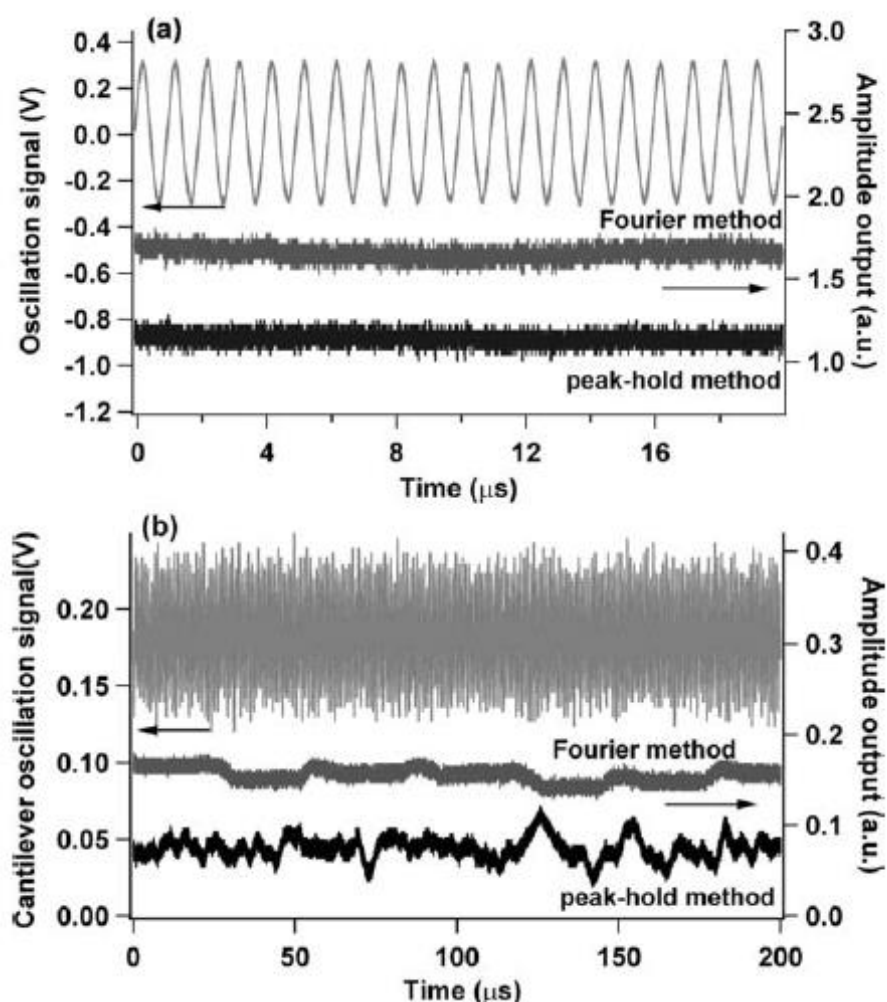 (a)
Oscillation signal (V)
0.4
0.2
0.0
-0.2
-0.4
-0.6
-0.8
-1.0
-1.2
3.0
2.5
2.0
1.5
1.0
Amplitude output (a.u.)
Fourier method
peak-hold method
0 4 8 12 16
Time (μs)
(b)
Cantilever oscillation signal(V)
0.20
0.15
0.10
0.05
0.00
0.4
0.3
0.2
0.1
0.0
Amplitude output (a.u.)
Fourier method
peak-hold method
0 50 100 150 200
Time (μs)